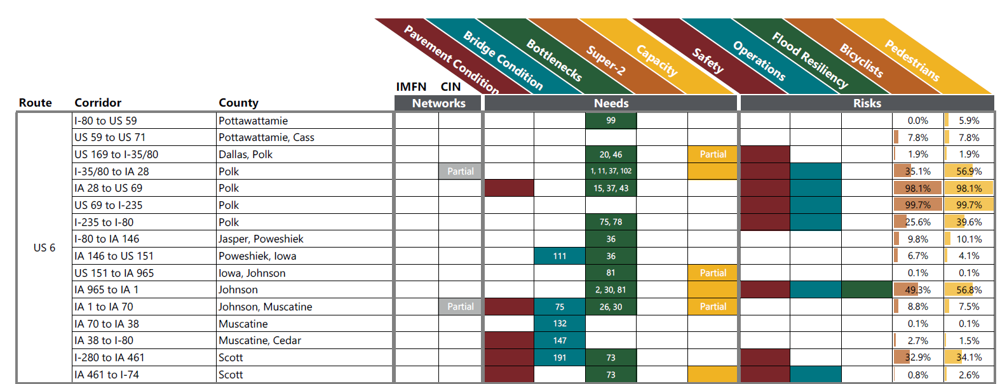 Pavement Condition
Bridge Condition
Bottlenecks
Super-2
Capacity
Safety
Operations
Flood Resiliency
Bicyclists
Pedestrians
IMFN CIN
Route Corridor County Networks Needs Risks
US 6
I-80 to US 59 Pottawattamie 99 0.0% 5.9%
US 59 to US 71 Pottawattamie, Cass 7.8% 7.8%
US 169 to I-35/80 Dallas, Polk 20, 46 Partial 1.9% 1.9%
I-35/80 to IA 28 Polk Partial 1, 11, 37, 102 35.1% 56.9%
IA 28 to US 69 Polk 15, 37, 43 98.1% 98.1%
US 69 to I-235 Polk 99.7% 99.7%
I-235 to I-80 Polk 75, 78 25.6% 39.6%
I-80 to IA 146 Jasper, Poweshiek 36 9.8% 10.1%
IA 146 to US 151 Poweshiek, Iowa 111 36 6.7% 4.1%
US 151 to IA 965 Iowa, Johnson 81 Partial 0.1% 0.1%
IA 965 to IA 1 Johnson 2, 30, 81 49.3% 56.8%
IA 1 to IA 70 Johnson, Muscatine Partial 75 26, 30 Partial 8.8% 7.5%
IA 70 to IA 38 Muscatine 132 0.1% 0.1%
IA 38 to I-80 Muscatine, Cedar 147 2.7% 1.5%
I-280 to IA 461 Scott 191 73 32.9% 34.1%
IA 461 to I-74 Scott 73 0.8% 2.6%